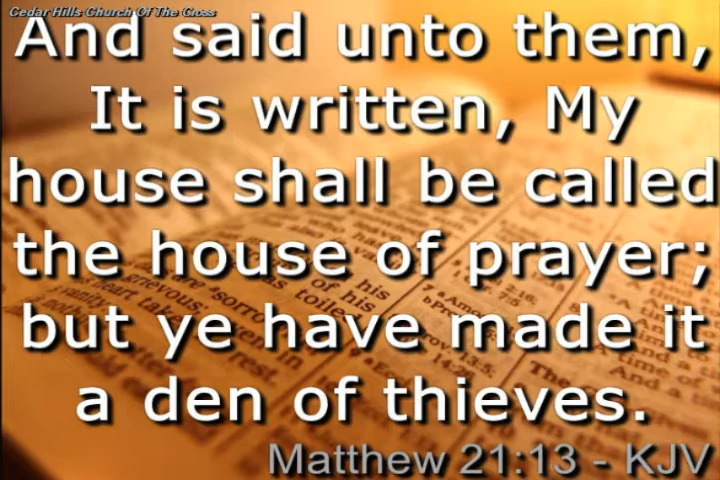 Cedar Hills Church Of The Cross
And said unto them,
It is written, My
house shall be called
the house of prayer;
but ye have made it
a den of thieves.
Matthew 21:13 - KJV